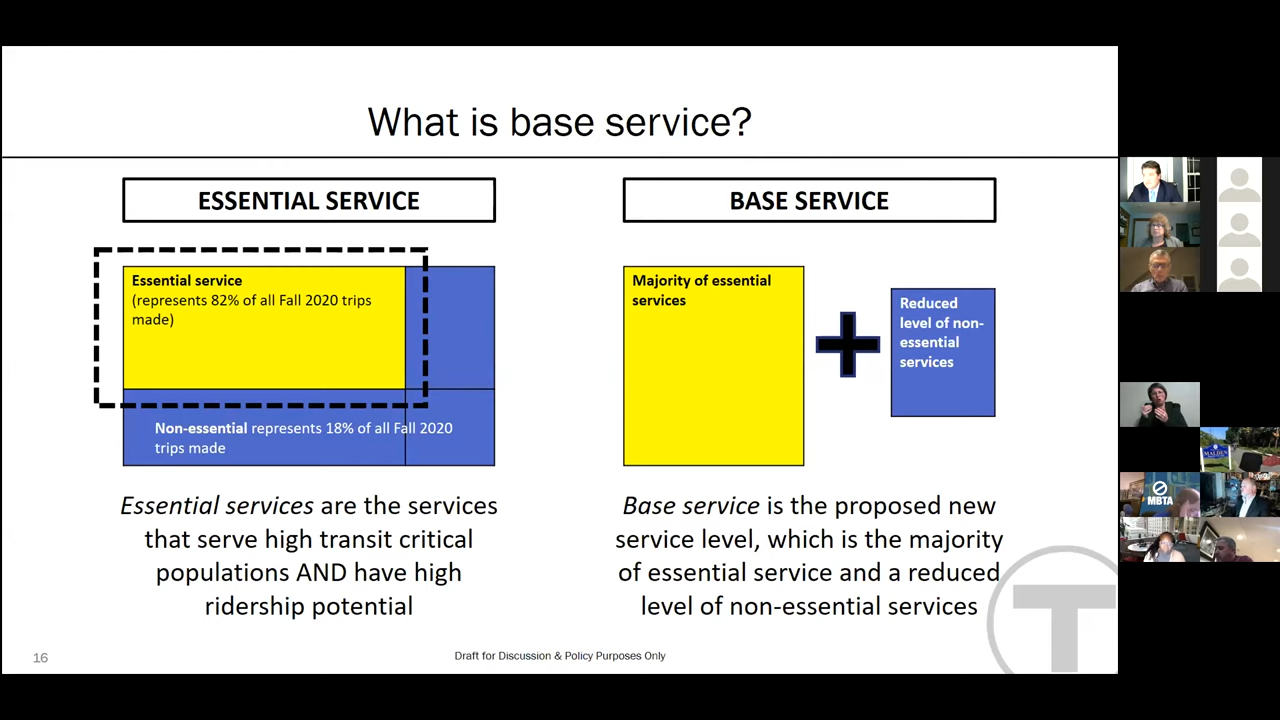 What is base service?
ESSENTIAL SERVICE
Essential service
(represents 82% of all Fall 2020 trips
made)
Non-essential represents 18% of all Fall 2020
trips made
Essential services are the services
that serve high transit critical
populations AND have high
ridership potential
BASE SERVICE
Majority of essential
services
Reduced
level of non-
essential
services
Base service is the proposed new
service level, which is the majority
of essential service and a reduced
level of non-essential services
T
16
Draft for Discussion & Policy Purposes Only
MALDEN
MBTA